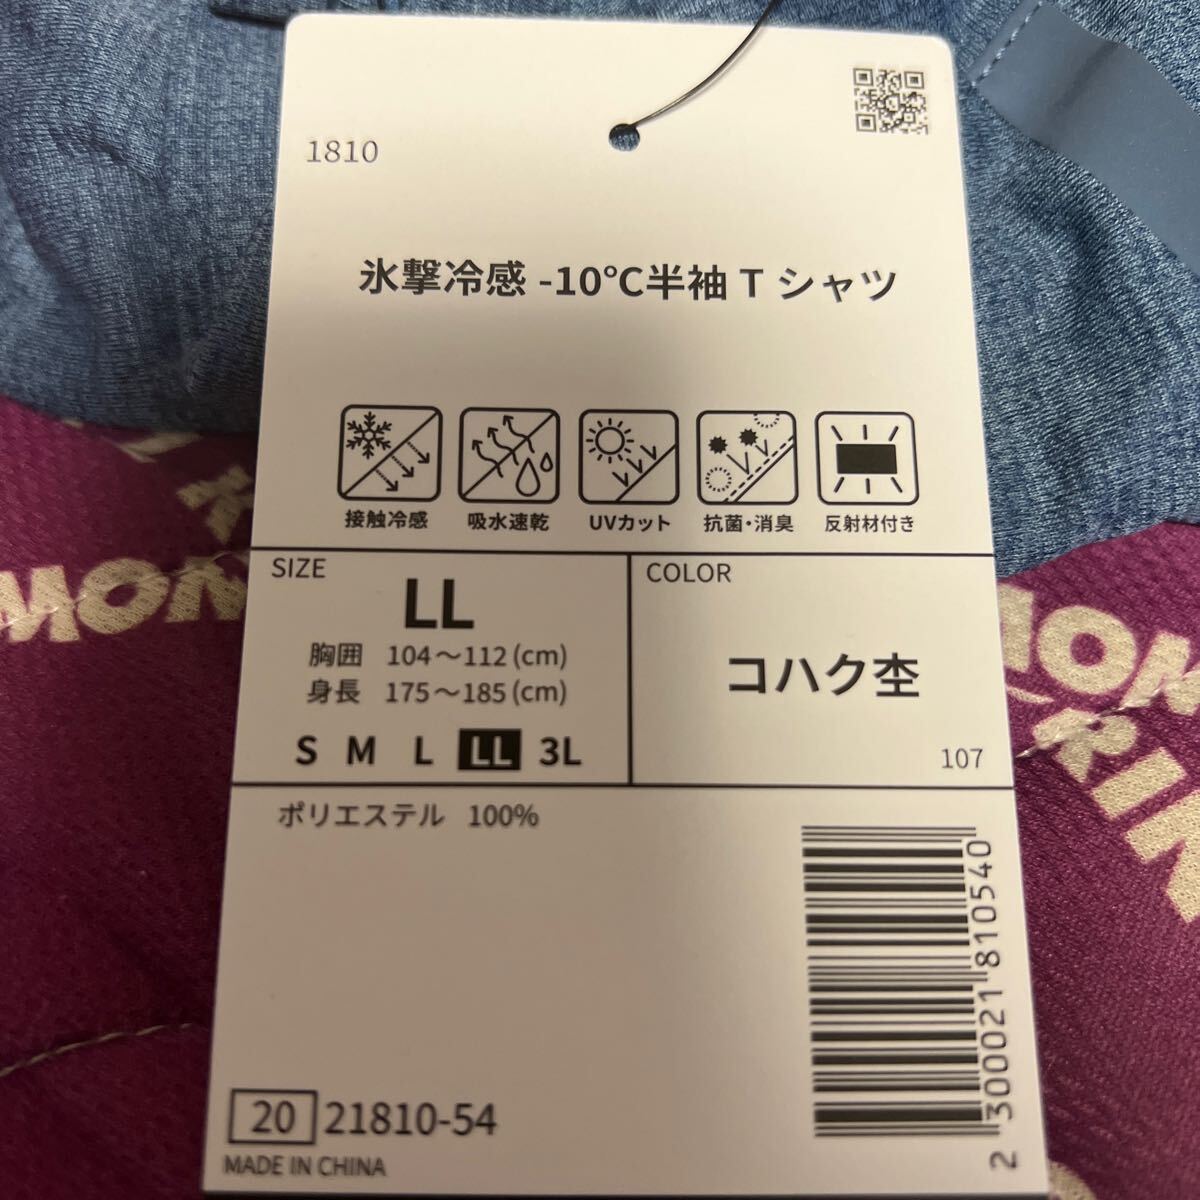 1810
氷撃冷感 -10℃半袖 T シャツ
接触冷感 吸水速乾 UVカット 抗菌・消臭 反射材付き
SIZE
LL
胸囲 104～112 (cm)
身長 175～185 (cm)
S M L LL 3L
COLOR
コハク杢
107
ポリエステル 100%
2 300021 810540
20 21810-54
MADE IN CHINA